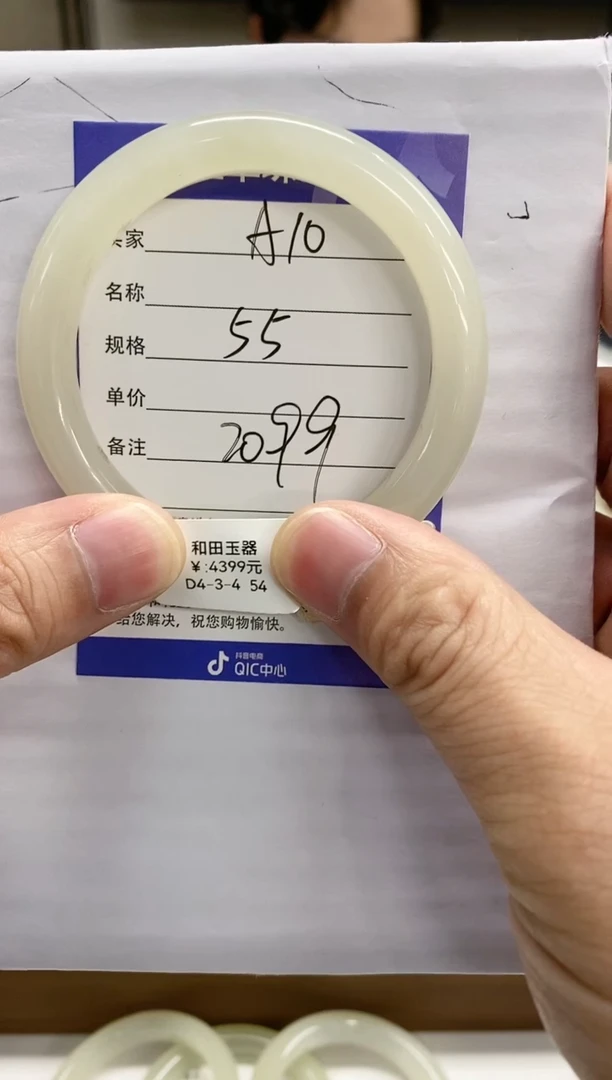 家 A10
名称
规格 55
单价
备注 2099
和田玉器
¥:4399元
D4-3-4 54
给您解决，祝您购物愉快。
抖音电商
QIC中心